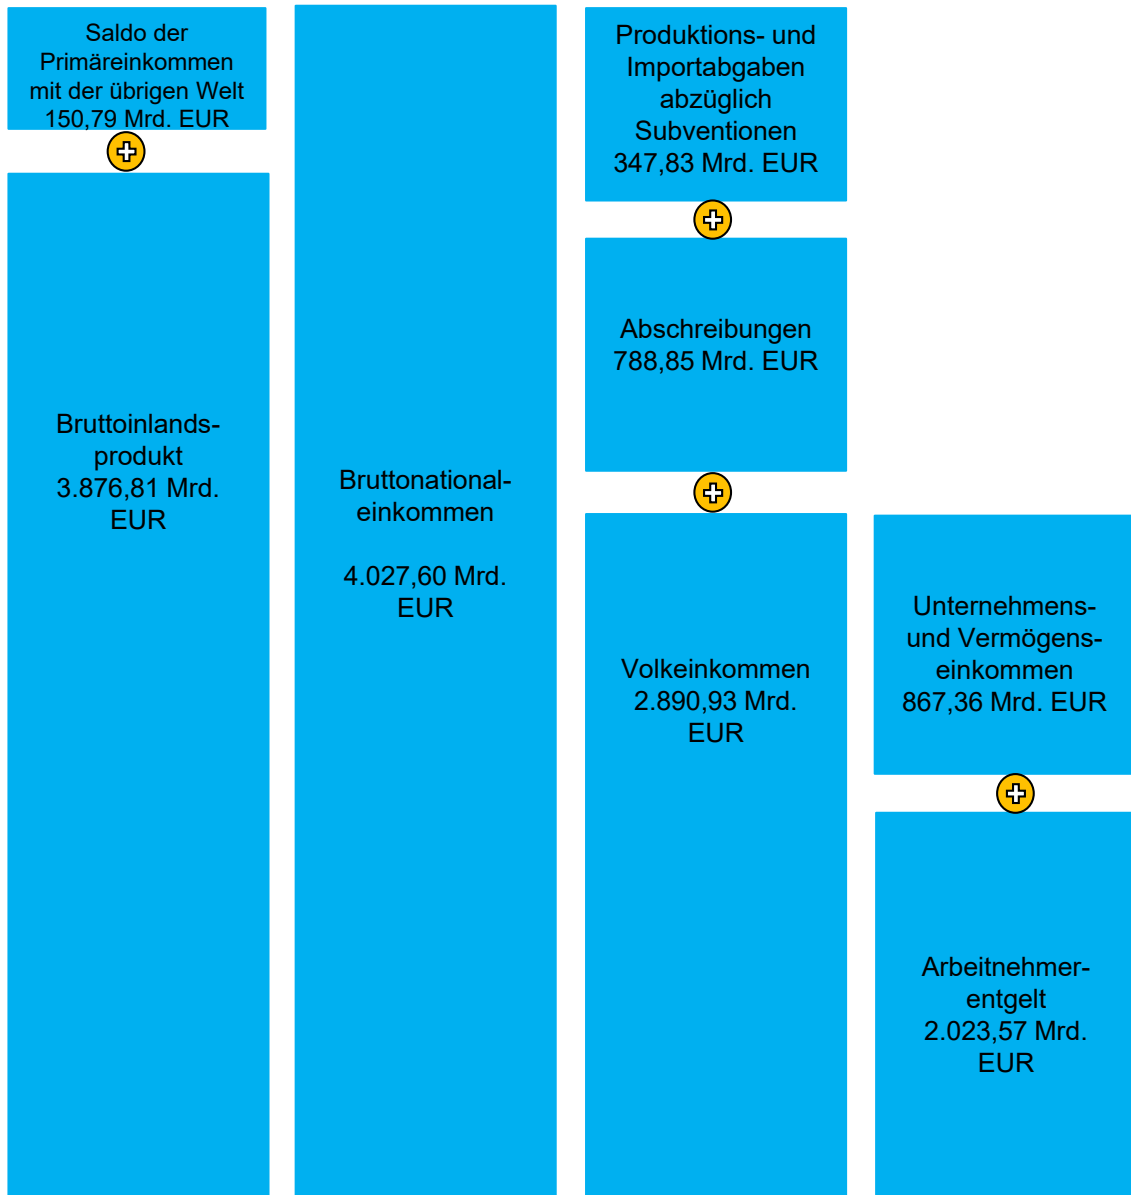 Saldo der
Primäreinkommen
mit der übrigen Welt
150,79 Mrd. EUR
Bruttoinlands-
produkt
3.876,81 Mrd.
EUR
Bruttonational-
einkommen
4.027,60 Mrd.
EUR
Produktions- und
Importabgaben
abzüglich
Subventionen
347,83 Mrd. EUR
Abschreibungen
788,85 Mrd. EUR
Volkeinkommen
2.890,93 Mrd.
EUR
Unternehmens-
und Vermögens-
einkommen
867,36 Mrd. EUR
Arbeitnehmer-
entgelt
2.023,57 Mrd.
EUR